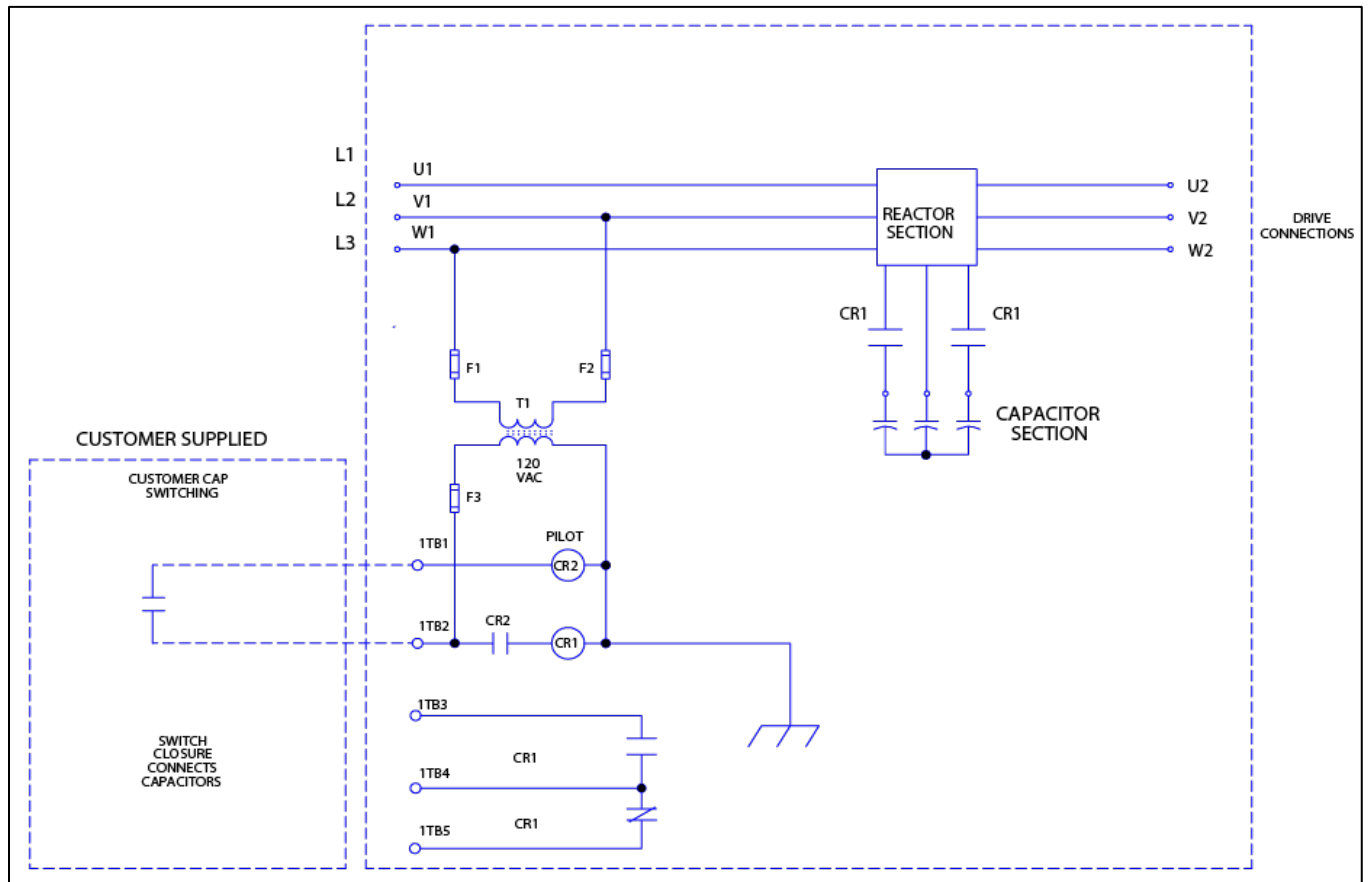 L1
U1
L2
V1
L3
W1
REACTOR
SECTION
U2
V2
W2
DRIVE
CONNECTIONS
CR1
CR1
F1
F2
T1
CAPACITOR
SECTION
120
VAC
F3
CUSTOMER SUPPLIED
CUSTOMER CAP
SWITCHING
1TB1
PILOT
CR2
1TB2
CR2
CR1
1TB3
CR1
1TB4
CR1
1TB5
SWITCH
CLOSURE
CONNECTS
CAPACITORS